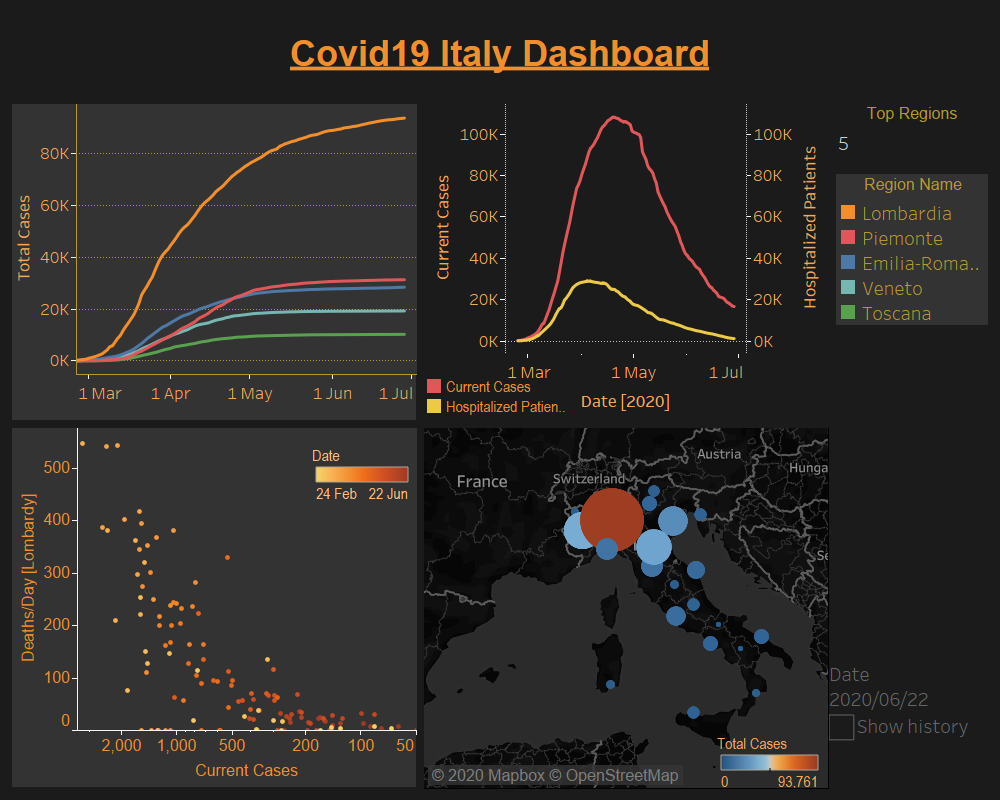 Covid19 Italy Dashboard
Total Cases
80K
60K
40K
20K
0K
1 Mar
1 Apr
1 May
1 Jun
1 Jul
Current Cases
100K
80K
60K
40K
20K
0K
100K
80K
60K
40K
20K
0K
Hospitalized Patients
1 Mar
1 May
1 Jul
Date [2020]
Current Cases
Hospitalized Patien..
Top Regions
5
Region Name
Lombardia
Piemonte
Emilia-Roma..
Veneto
Toscana
Deaths/Day [Lombardy]
500
400
300
200
100
0
Date
24 Feb 22 Jun
2,000
1,000
500
200
100
50
Current Cases
France
Switzerland
Austria
Hunga
Se
Total Cases
0 93.761
© 2020 Mapbox © OpenStreetMap
Date
2020/06/22
Show history